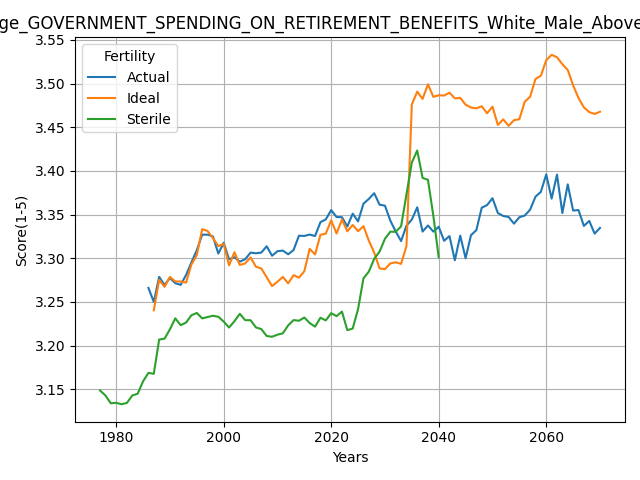 ge_GOVERNMENT_SPENDING_ON_RETIREMENT_BENEFITS_White_Male_Above
3.55
3.50
3.45
3.40
3.35
3.30
3.25
3.20
3.15
Score(1-5)
Fertility
Actual
Ideal
Sterile
1980
2000
2020
2040
2060
Years